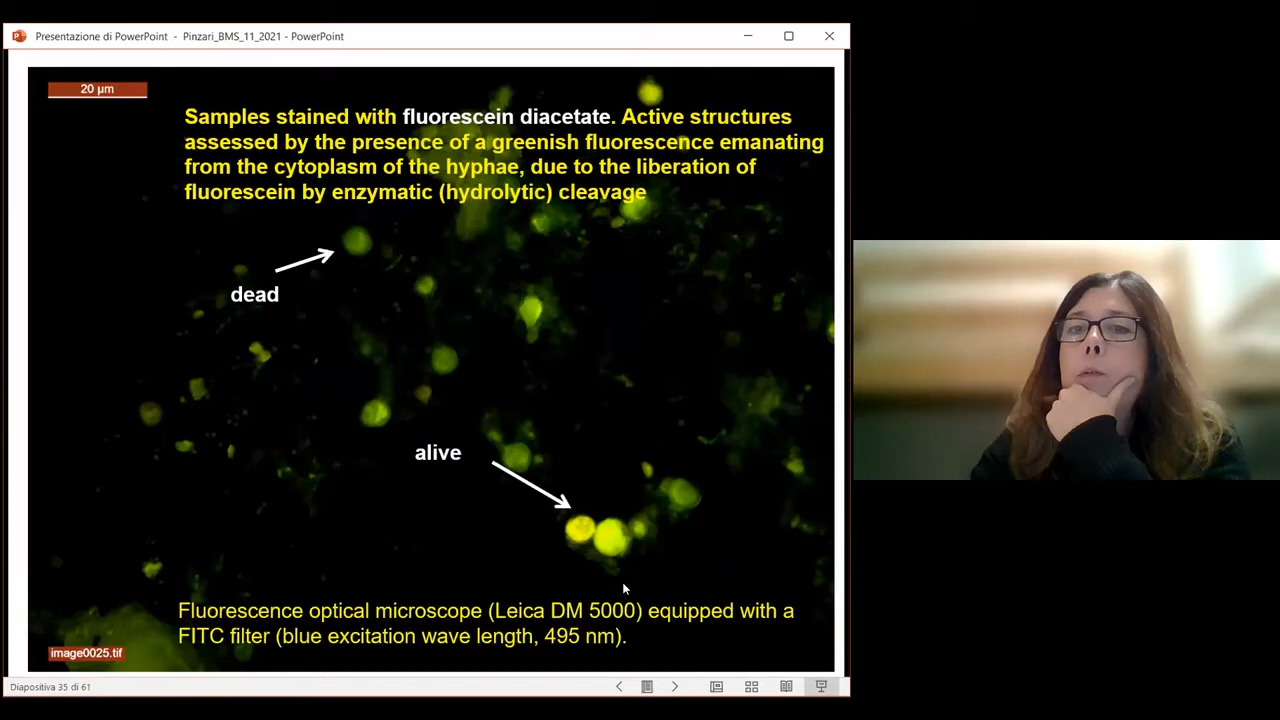 Presentazione di PowerPoint - Pinzari_BMS_11_2021 - PowerPoint
20 µm
Samples stained with fluorescein diacetate. Active structures
assessed by the presence of a greenish fluorescence emanating
from the cytoplasm of the hyphae, due to the liberation of
fluorescein by enzymatic (hydrolytic) cleavage
dead
alive
Fluorescence optical microscope (Leica DM 5000) equipped with a
FITC filter (blue excitation wave length, 495 nm).
image0025.tif
Diapositiva 35 di 61